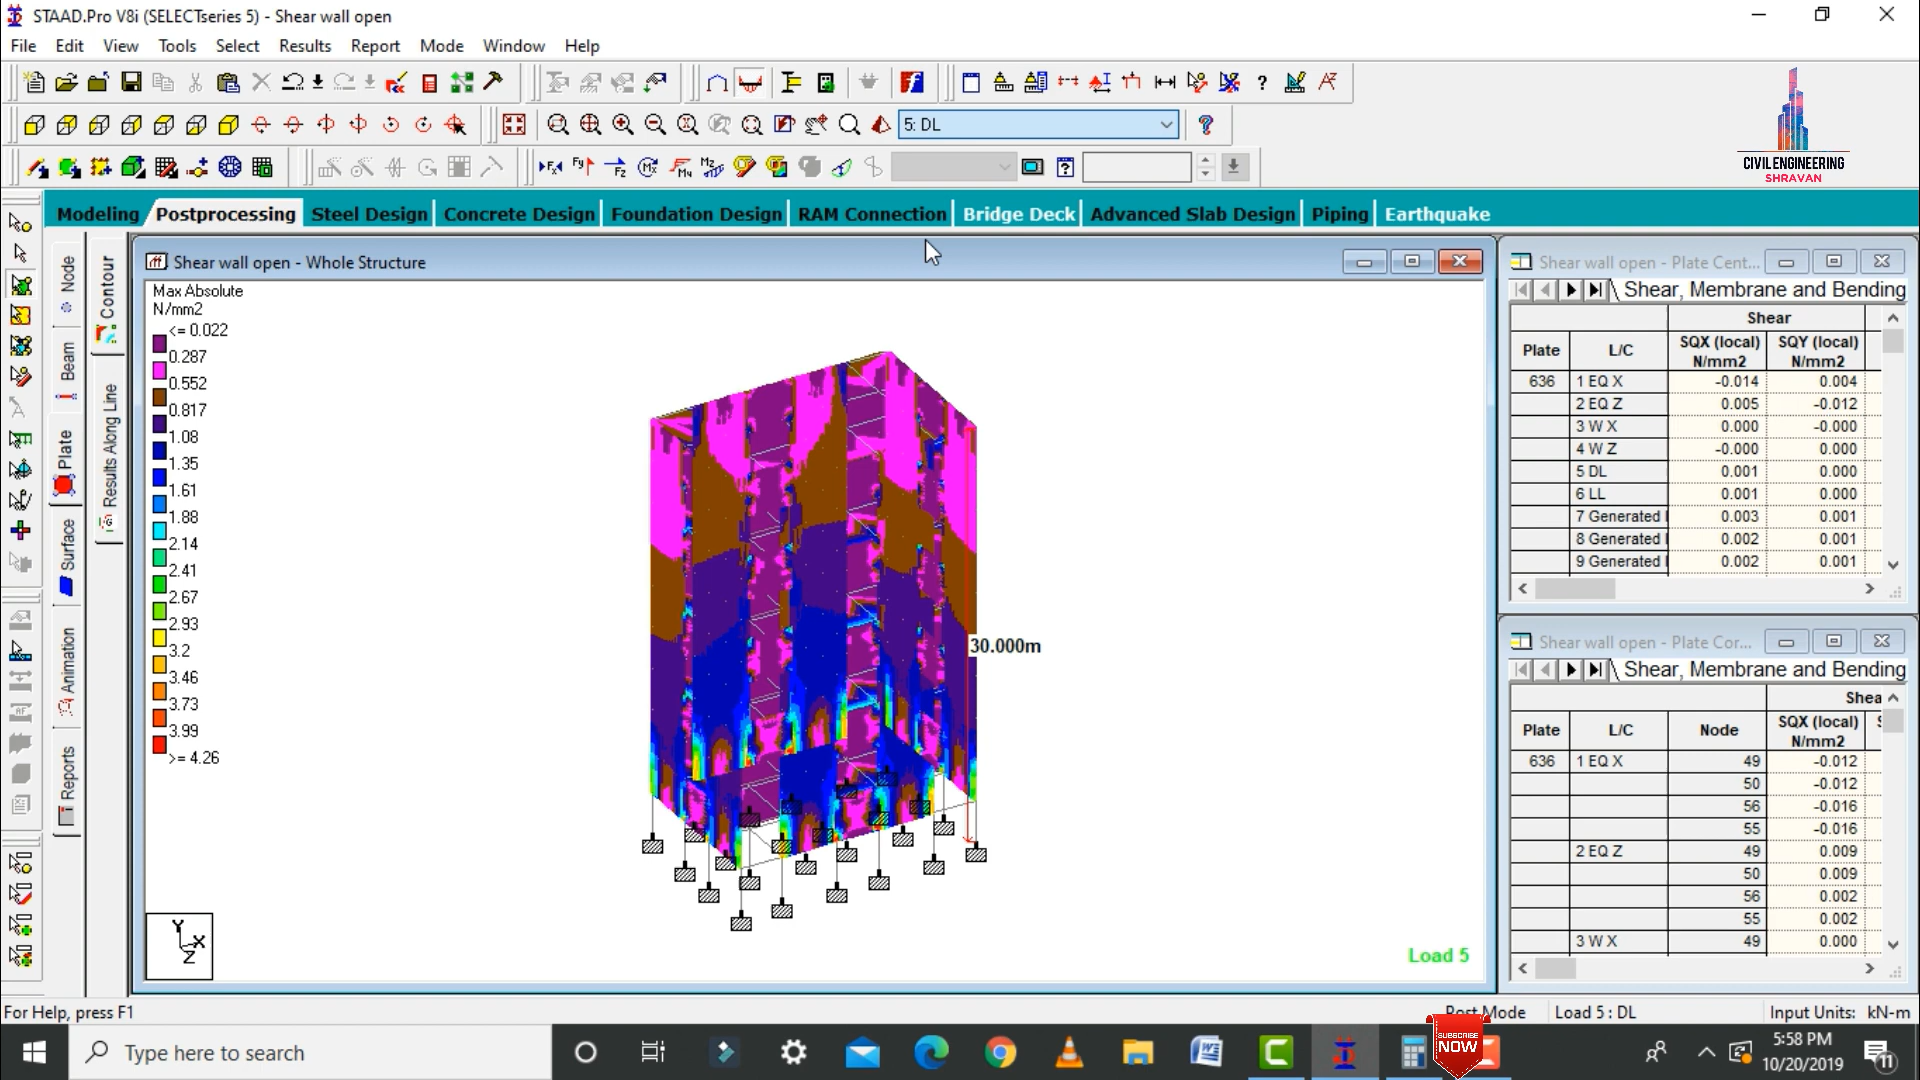 STAAD.Pro V8i (SELECTseries 5) - Shear wall open
File Edit View Tools Select Results Report Mode Window Help
5: DL
CIVIL ENGINEERING
SHRAVAN
Modeling Postprocessing Steel Design Concrete Design Foundation Design RAM Connection Bridge Deck Advanced Slab Design Piping Earthquake
Node
Beam
Plate
Surface
Animation
Reports
Contour
Results Along Line
Shear wall open - Whole Structure
Max Absolute
N/mm2
<= 0.022
0.287
0.552
0.817
1.08
1.35
1.61
1.88
2.14
2.41
2.67
2.93
3.2
3.46
3.73
3.99
>= 4.26
30.000m
Y
X
Z
Load 5
Shear wall open - Plate Cent...
Shear, Membrane and Bending
Shear
Plate L/C SQX (local) N/mm2 SQY (local) N/mm2
636 1 EQ X -0.014 0.004
2 EQ Z 0.005 -0.012
3 W X 0.000 -0.000
4 W Z -0.000 0.000
5 DL 0.001 0.000
6 LL 0.001 0.000
7 Generated 0.003 0.001
8 Generated 0.002 0.001
9 Generated 0.002 0.001
Shear wall open - Plate Cor...
Shear, Membrane and Bending
Shea
Plate L/C Node SQX (local) N/mm2
636 1 EQ X 49 -0.012
50 -0.012
56 -0.016
55 -0.016
2 EQ Z 49 0.009
50 0.009
56 0.002
55 0.002
3 W X 49 0.000
For Help, press F1
Post Mode Load 5 : DL Input Units: kN-m
Type here to search
SUBSCRIBE
NOW
5:58 PM
10/20/2019
11